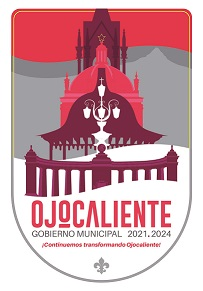 OJOCALIENTE
GOBIERNO MUNICIPAL 2021.2024
¡Continuemos transformando Ojocaliente!